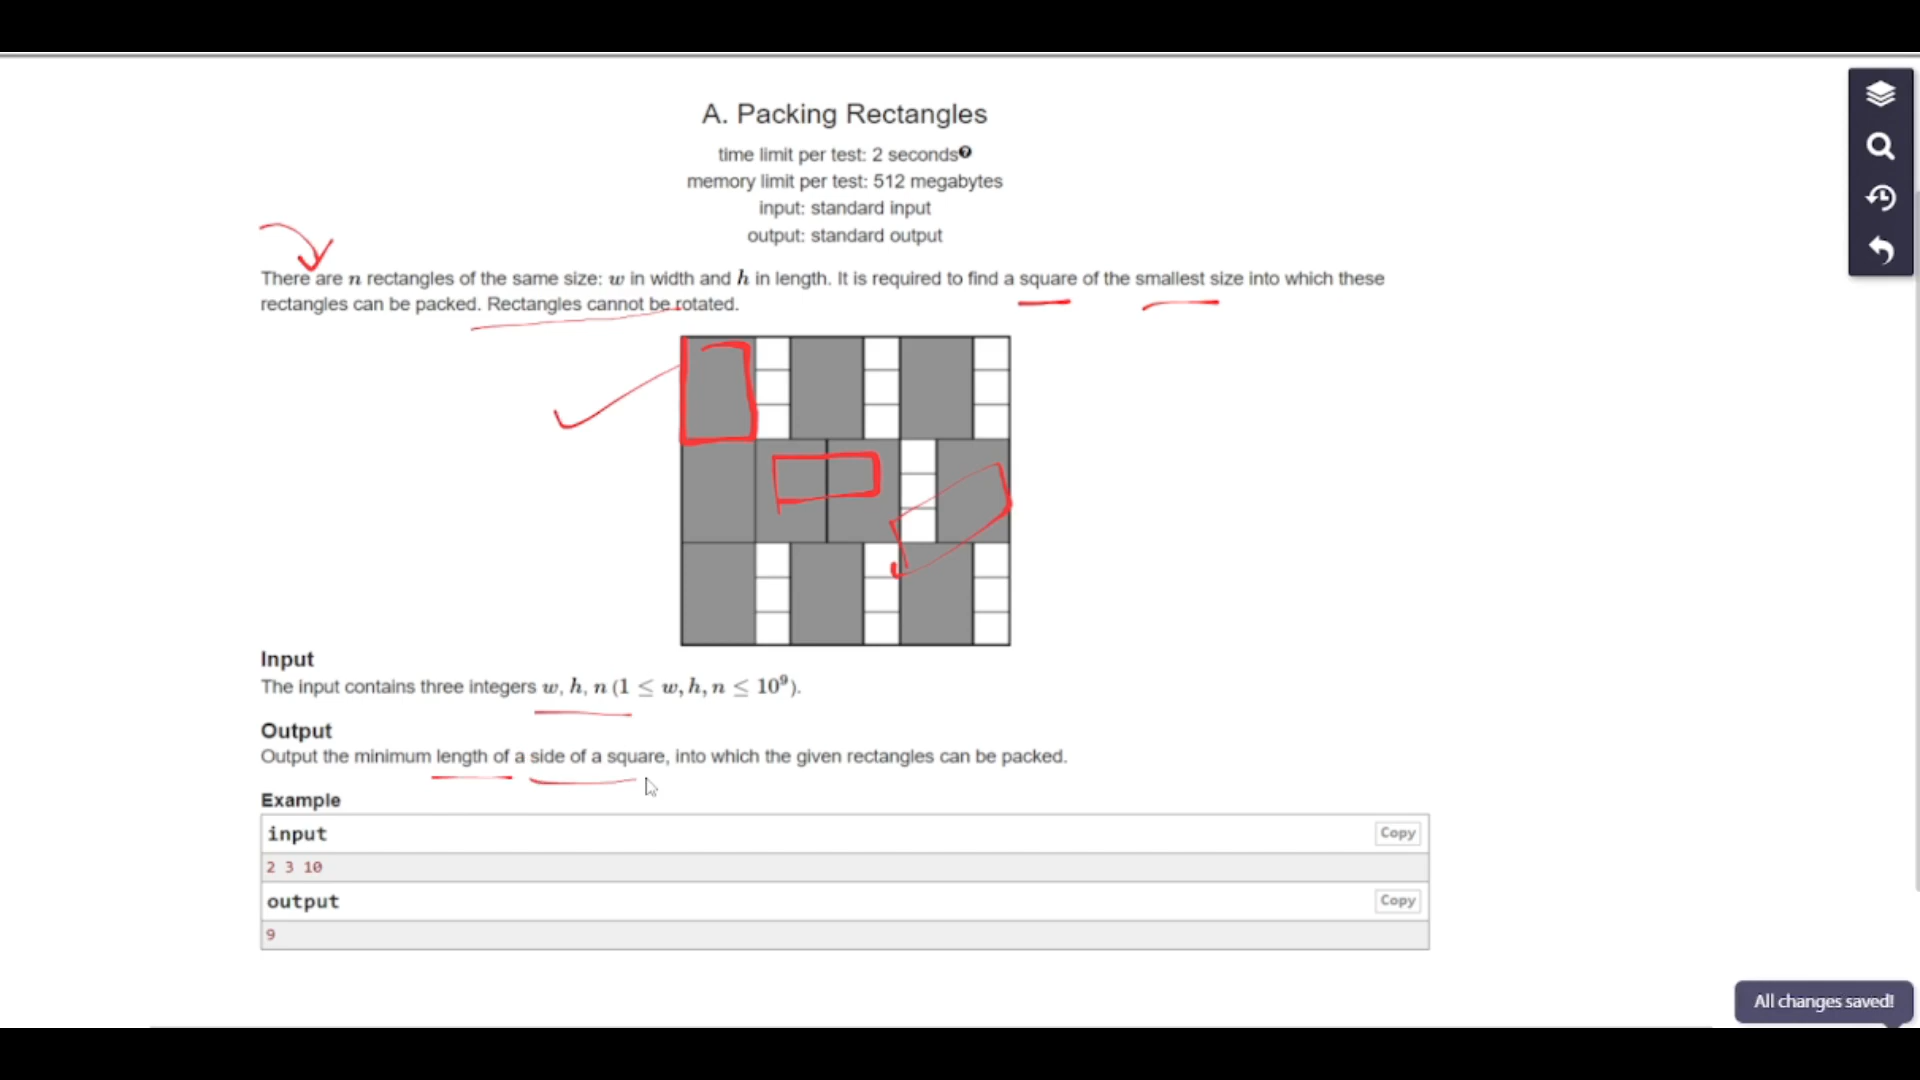 A. Packing Rectangles
time limit per test: 2 seconds?
memory limit per test: 512 megabytes
input: standard input
output: standard output
There are n rectangles of the same size: w in width and h in length. It is required to find a square of the smallest size into which these
rectangles can be packed. Rectangles cannot be rotated.
Input
The input contains three integers w, h, n (1 ≤ w, h, n ≤ 10⁹).
Output
Output the minimum length of a side of a square, into which the given rectangles can be packed.
Example
input
Copy
2 3 10
output
Copy
9
All changes saved!